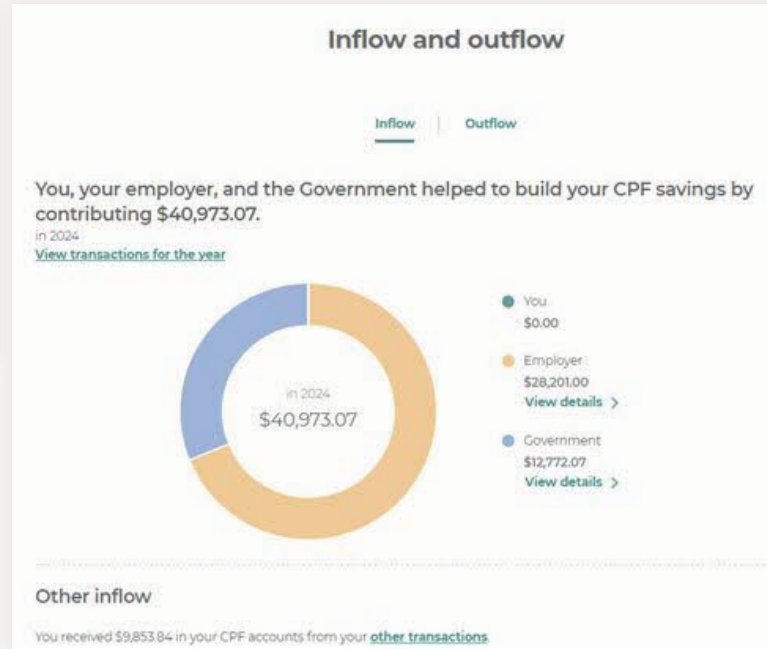 Inflow and outflow
Inflow
Outflow
You, your employer, and the Government helped to build your CPF savings by
contributing $40,973.07.
in 2024
View transactions for the year
in 2024
$40,973.07
You
$0.00
Employer
$28,201.00
View details >
Government
$12,772.07
View details >
Other inflow
You received $9,853.84 in your CPF accounts from your other transactions